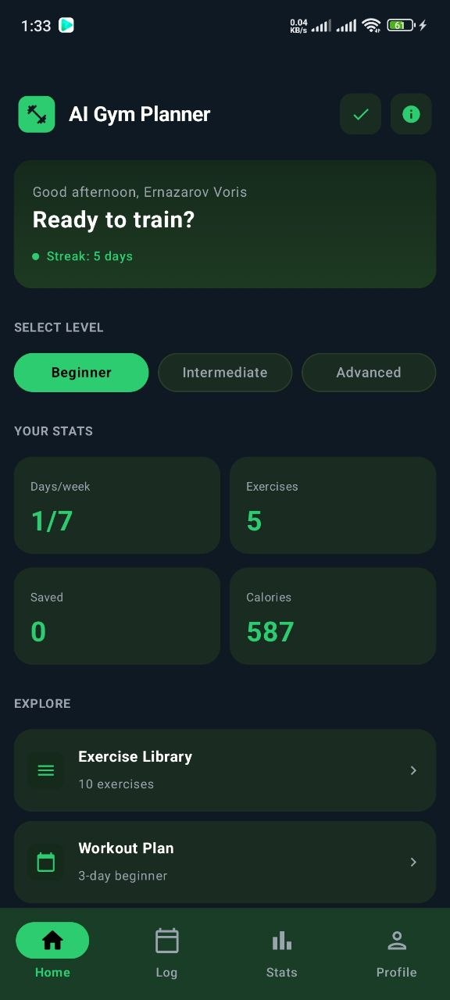 1:33
0.04
KB/s
61
AI Gym Planner
Good afternoon, Ernazarov Voris
Ready to train?
Streak: 5 days
SELECT LEVEL
Beginner
Intermediate
Advanced
YOUR STATS
Days/week
1/7
Exercises
5
Saved
0
Calories
587
EXPLORE
Exercise Library
10 exercises
Workout Plan
3-day beginner
Home
Log
Stats
Profile